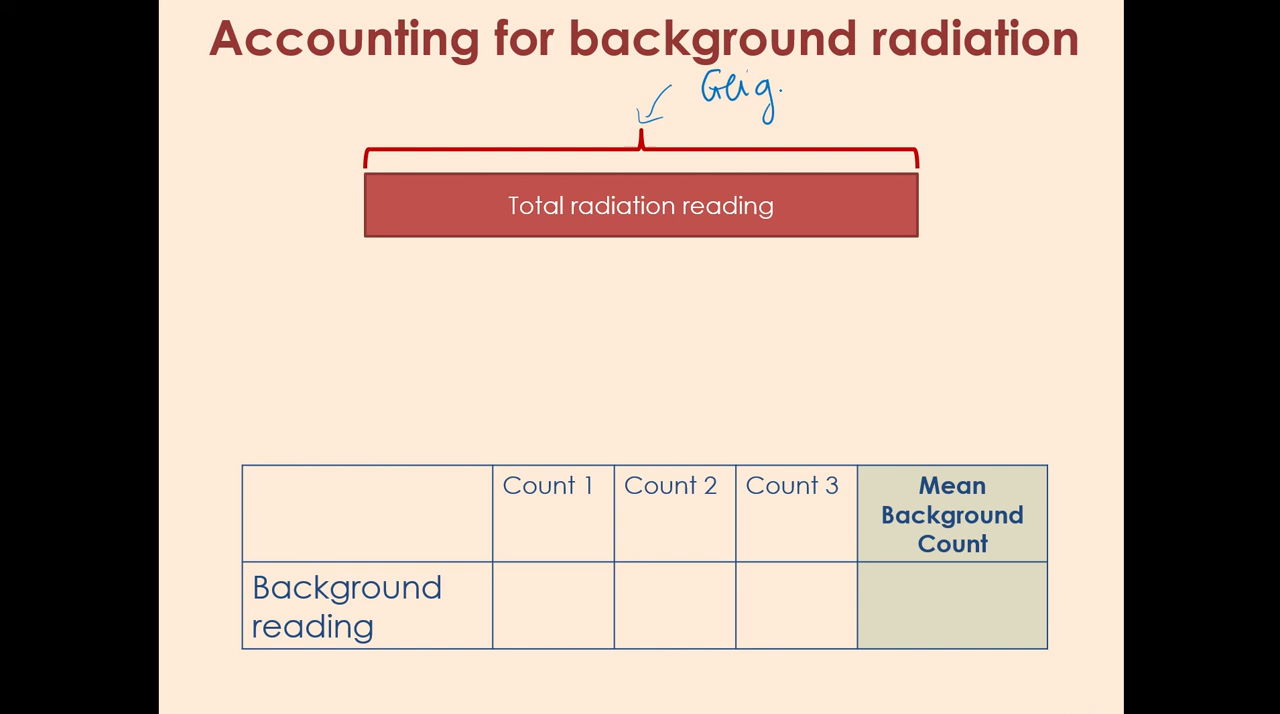 Accounting for background radiation
Geig.
Total radiation reading
Count 1 Count 2 Count 3 Mean
Background
Count
Background
reading